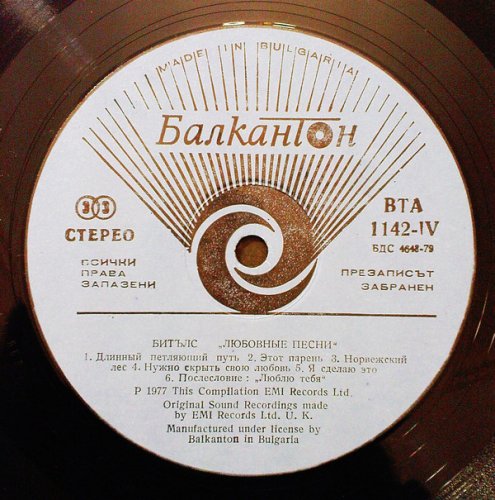 MADE IN BULGARIA
Балкантон
33
СТЕРЕО
ВСИЧКИ
ПРАВА
ЗАПАЗЕНИ
ВТА
1142-IV
БДС 4648-79
ПРЕЗАПИСЪТ
ЗАБРАНЕН
БИТЪЛС „ЛЮБОВНЫЕ ПЕСНИ“
1. Длинный петляющий путь 2. Этот парень 3. Норвежский
лес 4. Нужно скрыть свою любовь 5. Я сделаю это
6. Послесловие : „Люблю тебя“
P 1977 This Compilation EMI Records Ltd.
Original Sound Recordings made
by EMI Records Ltd. U. K.
Manufactured under license by
Balkanton in Bulgaria